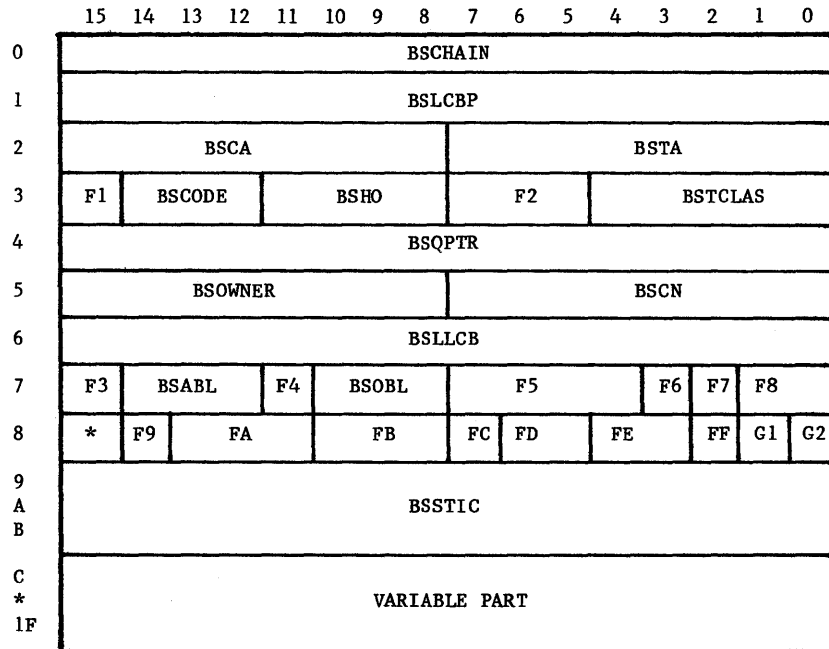 15 14 13 12 11 10 9 8 7 6 5 4 3 2 1 0
0 BSCHAIN
1 BSLCBP
2 BSCA BSTA
3 F1 BSCODE BSHO F2 BSTCLAS
4 BSQPTR
5 BSOWNER BSCN
6 BSLLCB
7 F3 BSABL F4 BSOBL F5 F6 F7 F8
8 * F9 FA FB FC FD FE FF G1 G2
9
A BSSTIC
B
C
* VARIABLE PART
1F